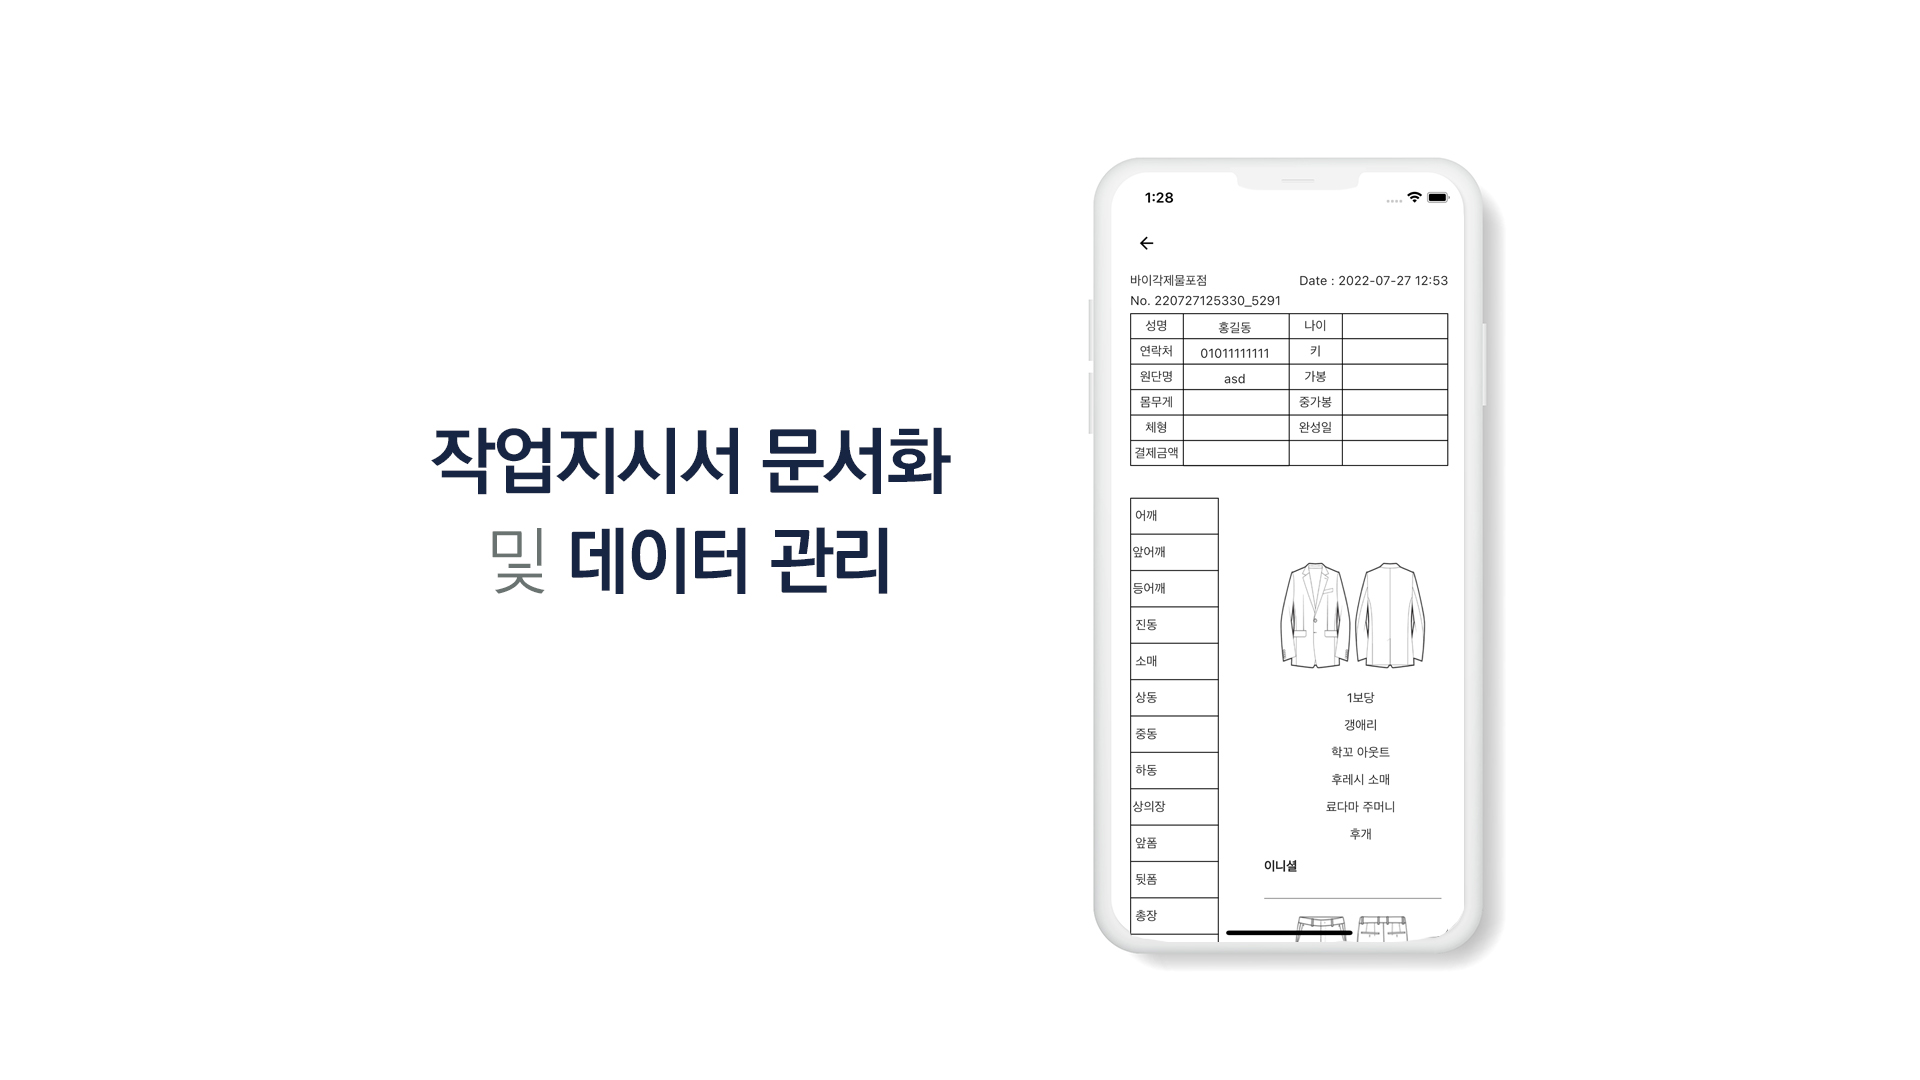 작업지시서 문서화
및 데이터 관리
1:28
바이각제물포점 Date : 2022-07-27 12:53
No. 220727125330_5291
성명 홍길동 나이
연락처 01011111111 키
원단명 asd 가봉
몸무게 중가봉
체형 완성일
결제금액
어깨
앞어깨
등어깨
진동
소매
상동
중동
하동
상의장
앞품
뒷품
총장
1보당
갱애리
학꼬 아웃트
후레시 소매
료다마 주머니
후개
이니셜